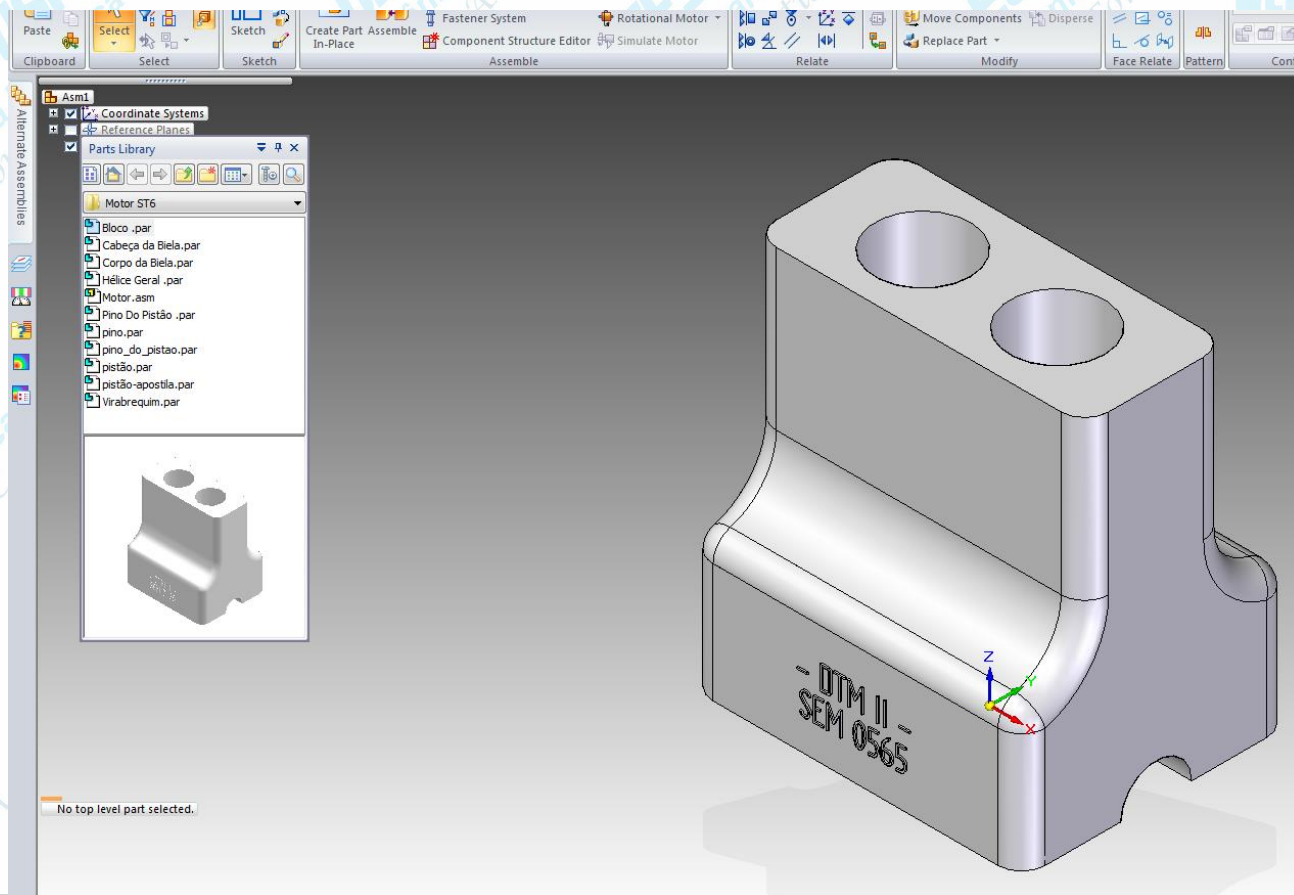 Paste
Select
Sketch
Create Part In-Place
Assemble
Fastener System
Component Structure Editor
Rotational Motor
Simulate Motor
Move Components
Disperse
Replace Part
Clipboard
Select
Sketch
Assemble
Relate
Modify
Face Relate
Pattern
Alternate Assemblies
Asm1
Coordinate Systems
Reference Planes
Parts Library
Motor ST6
Bloco .par
Cabeça da Biela.par
Corpo da Biela.par
Hélice Geral .par
Motor.asm
Pino Do Pistão .par
pino.par
pino_do_pistao.par
pistão.par
pistão-apostila.par
Virabrequim.par
Z
Y
X
- DTM II -
SEM 0565
No top level part selected.